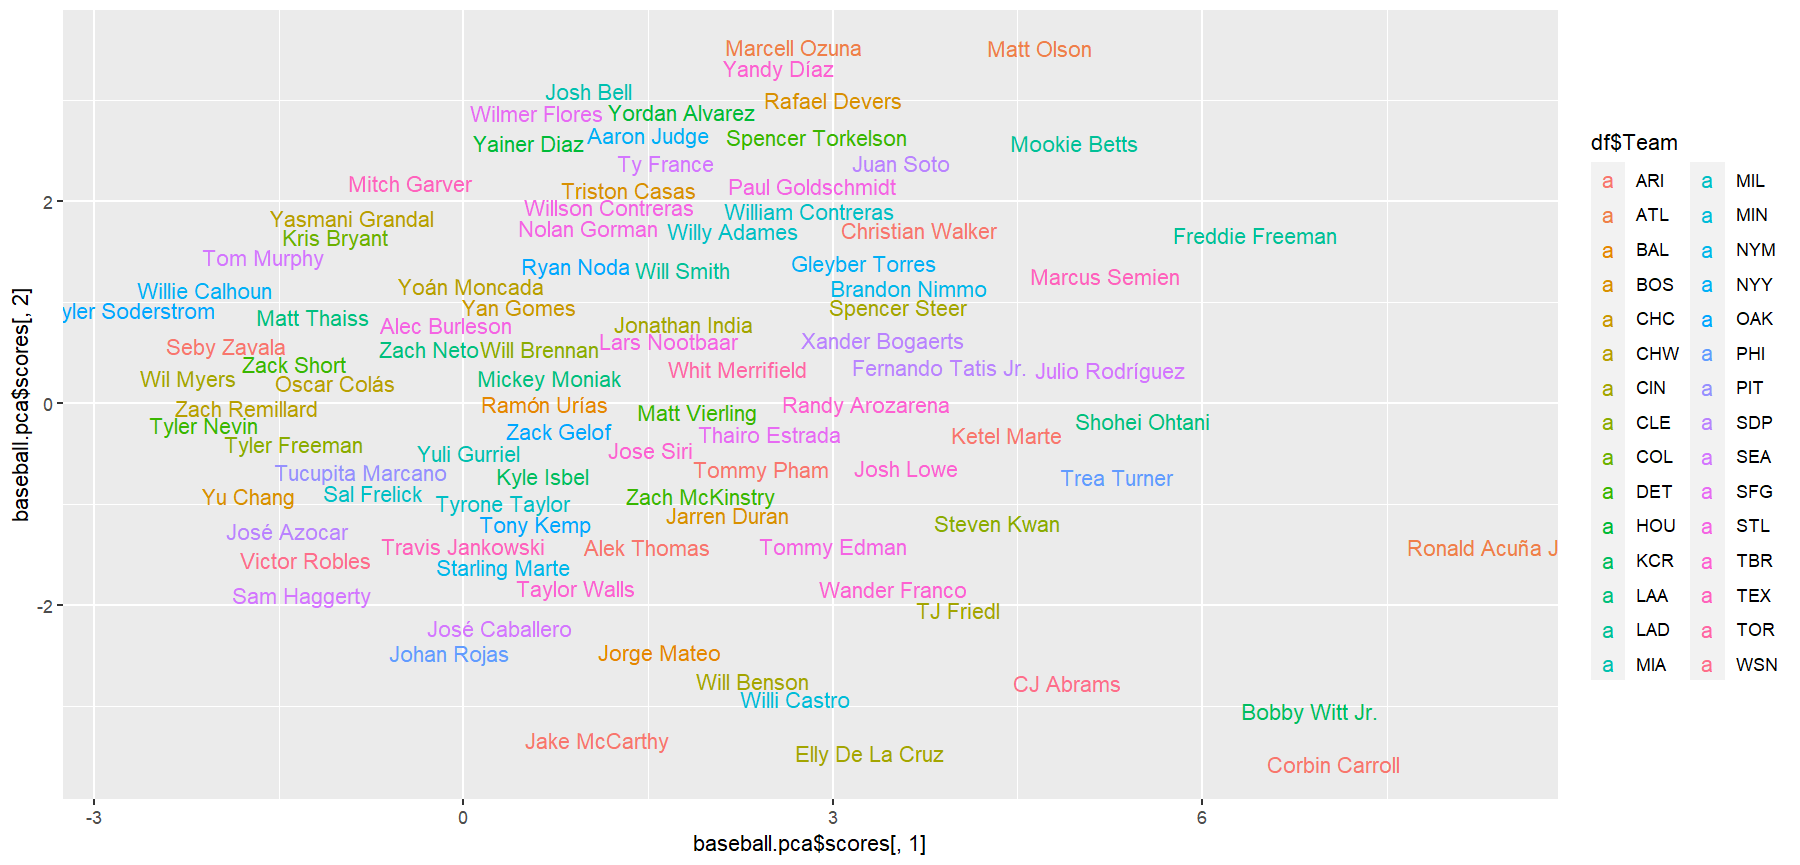 Marcell Ozuna
Matt Olson
Yandy Díaz
Josh Bell
Rafael Devers
Wilmer Flores
Yordan Alvarez
Yainer Diaz
Aaron Judge
Spencer Torkelson
Mookie Betts
Ty France
Juan Soto
Mitch Garver
Triston Casas
Paul Goldschmidt
Willson Contreras
William Contreras
Yasmani Grandal
Nolan Gorman
Willy Adames
Christian Walker
Kris Bryant
Freddie Freeman
Tom Murphy
Ryan Noda
Will Smith
Gleyber Torres
Marcus Semien
Willie Calhoun
Yoán Moncada
Brandon Nimmo
yler Soderstrom
Yan Gomes
Spencer Steer
Matt Thaiss
Alec Burleson
Jonathan India
Seby Zavala
Zach Neto
Will Brennan
Lars Nootbaar
Xander Bogaerts
Zack Short
Whit Merrifield
Fernando Tatis Jr.
Julio Rodríguez
Wil Myers
Oscar Colás
Mickey Moniak
Zach Remillard
Ramón Urías
Matt Vierling
Randy Arozarena
Shohei Ohtani
Tyler Nevin
Zack Gelof
Thairo Estrada
Ketel Marte
Tyler Freeman
Yuli Gurriel
Jose Siri
Tucupita Marcano
Kyle Isbel
Tommy Pham
Josh Lowe
Trea Turner
Yu Chang
Sal Frelick
Tyrone Taylor
Zach McKinstry
José Azocar
Tony Kemp
Jarren Duran
Steven Kwan
Victor Robles
Travis Jankowski
Alek Thomas
Tommy Edman
Ronald Acuña J
Starling Marte
Sam Haggerty
Taylor Walls
Wander Franco
TJ Friedl
José Caballero
Johan Rojas
Jorge Mateo
Will Benson
CJ Abrams
Willi Castro
Bobby Witt Jr.
Jake McCarthy
Elly De La Cruz
Corbin Carroll
2
0
-2
-3
0
3
6
baseball.pca$scores[, 2]
baseball.pca$scores[, 1]
df$Team
a ARI
a ATL
a BAL
a BOS
a CHC
a CHW
a CIN
a CLE
a COL
a DET
a HOU
a KCR
a LAA
a LAD
a MIA
a MIL
a MIN
a NYM
a NYY
a OAK
a PHI
a PIT
a SDP
a SEA
a SFG
a STL
a TBR
a TEX
a TOR
a WSN